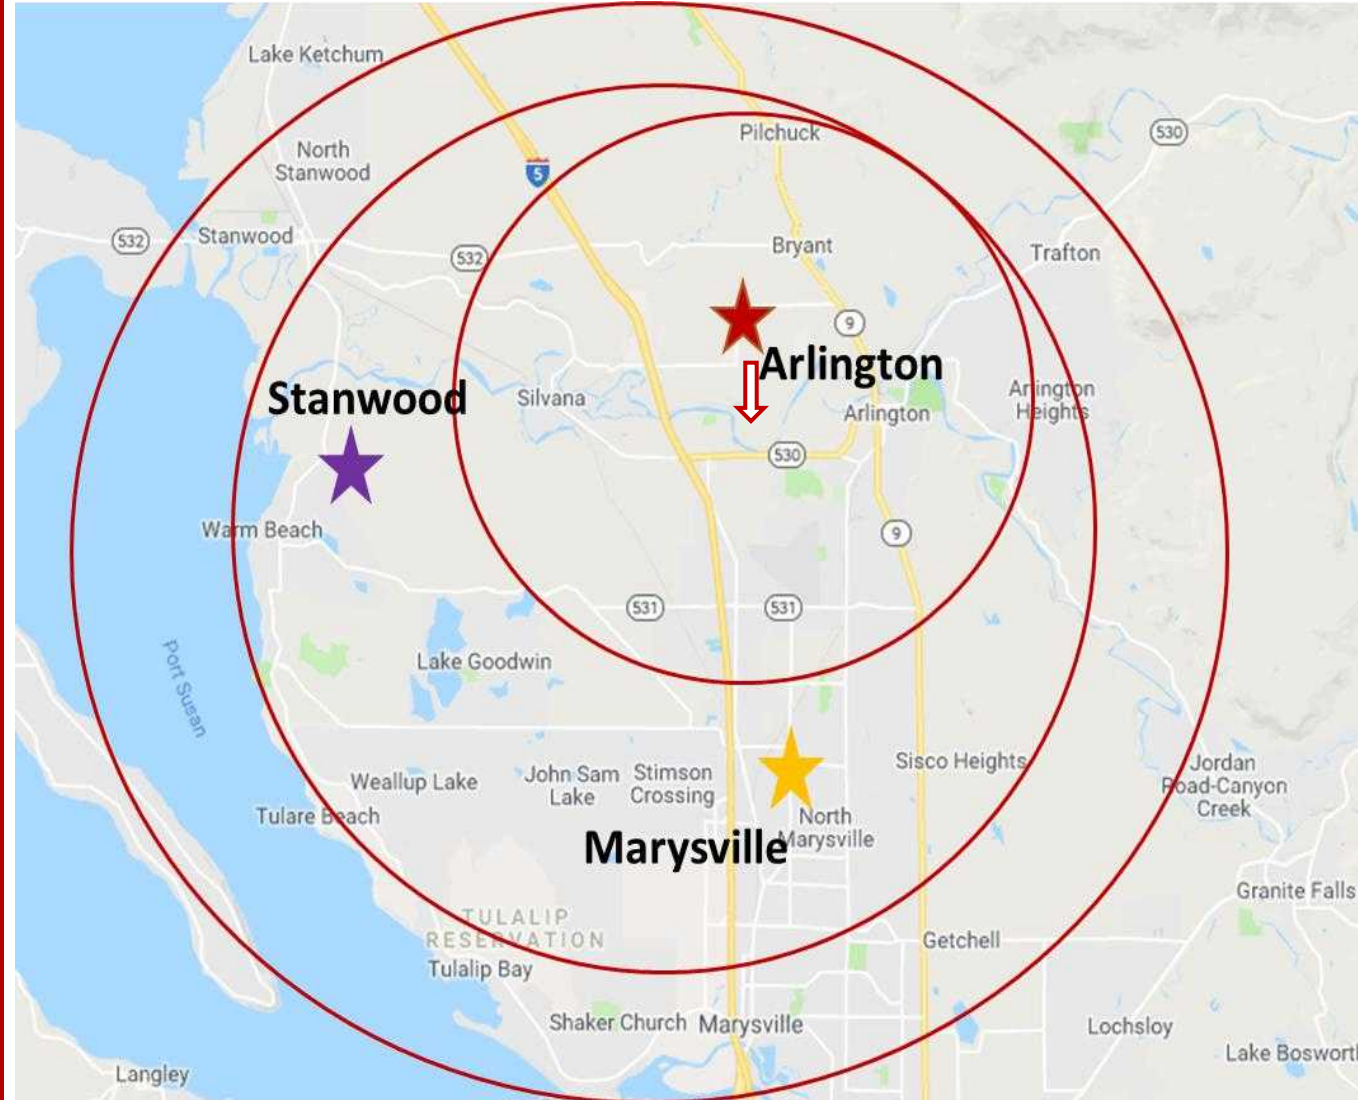 Lake Ketchum
Pilchuck
530
North
Stanwood
5
532
Stanwood
532
Bryant
Trafton
9
Arlington
Stanwood
Silvana
Arlington
Arlington
Heights
530
Warm Beach
9
531
531
Port Susan
Lake Goodwin
Weallup Lake
John Sam
Lake
Stimson
Crossing
Sisco Heights
Jordan
Road-Canyon
Creek
Tulare Beach
North
Marysville
Marysville
Granite Falls
TULALIP
RESERVATION
Getchell
Tulalip Bay
Shaker Church
Marysville
Lochsloy
Lake Boswort
Langley